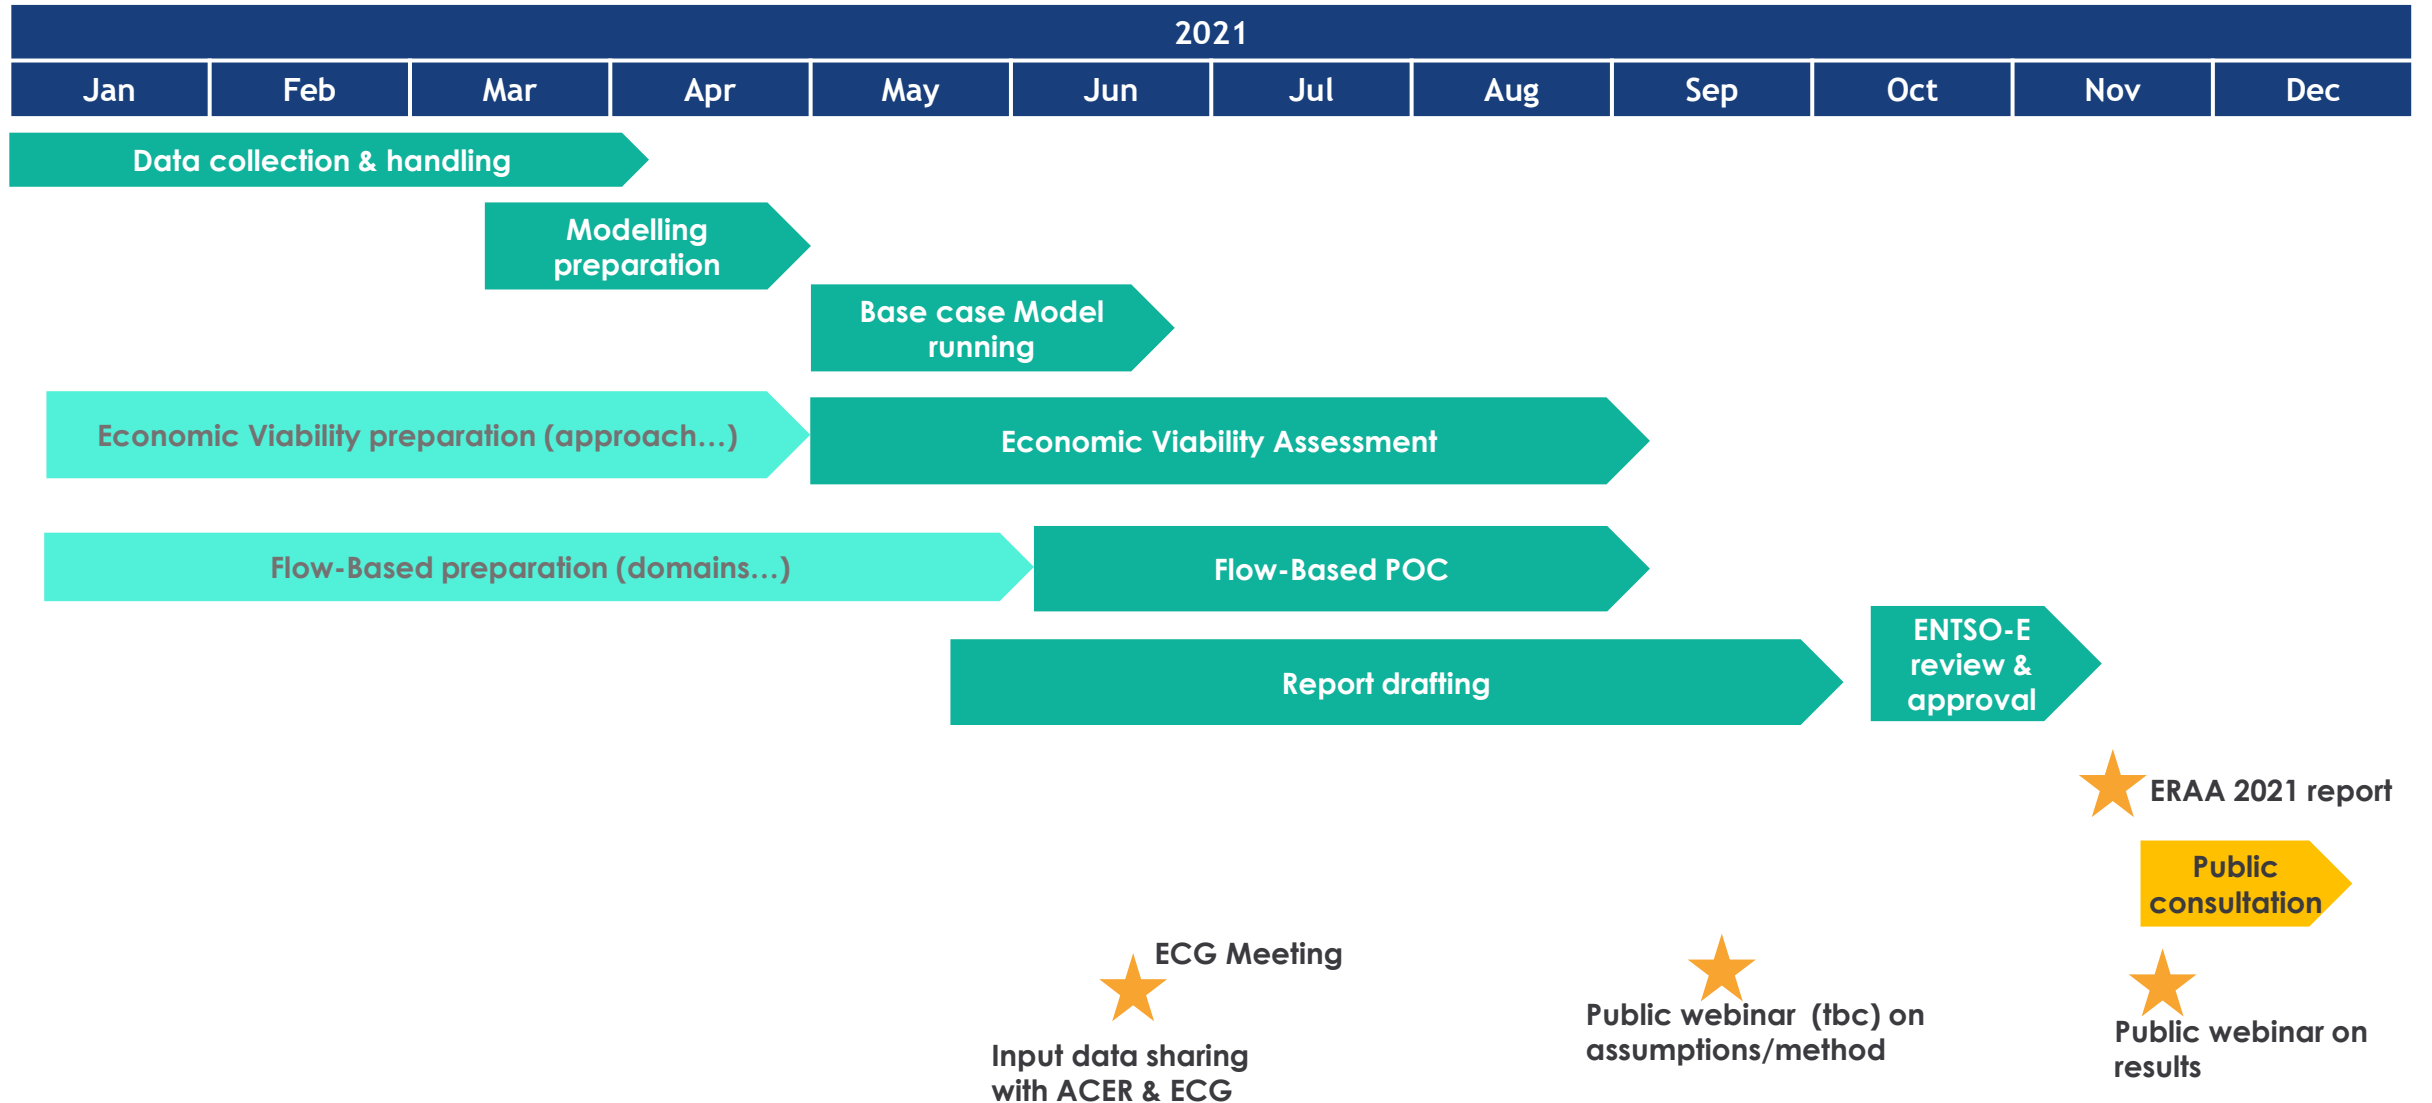 2021
Jan Feb Mar Apr May Jun Jul Aug Sep Oct Nov Dec
Data collection & handling
Modelling
preparation
Base case Model
running
Economic Viability preparation (approach...)
Economic Viability Assessment
Flow-Based preparation (domains...)
Flow-Based POC
ENTSO-E
review &
approval
Report drafting
ERAA 2021 report
Public
consultation
ECG Meeting
Input data sharing
with ACER & ECG
Public webinar (tbc) on
assumptions/method
Public webinar on
results